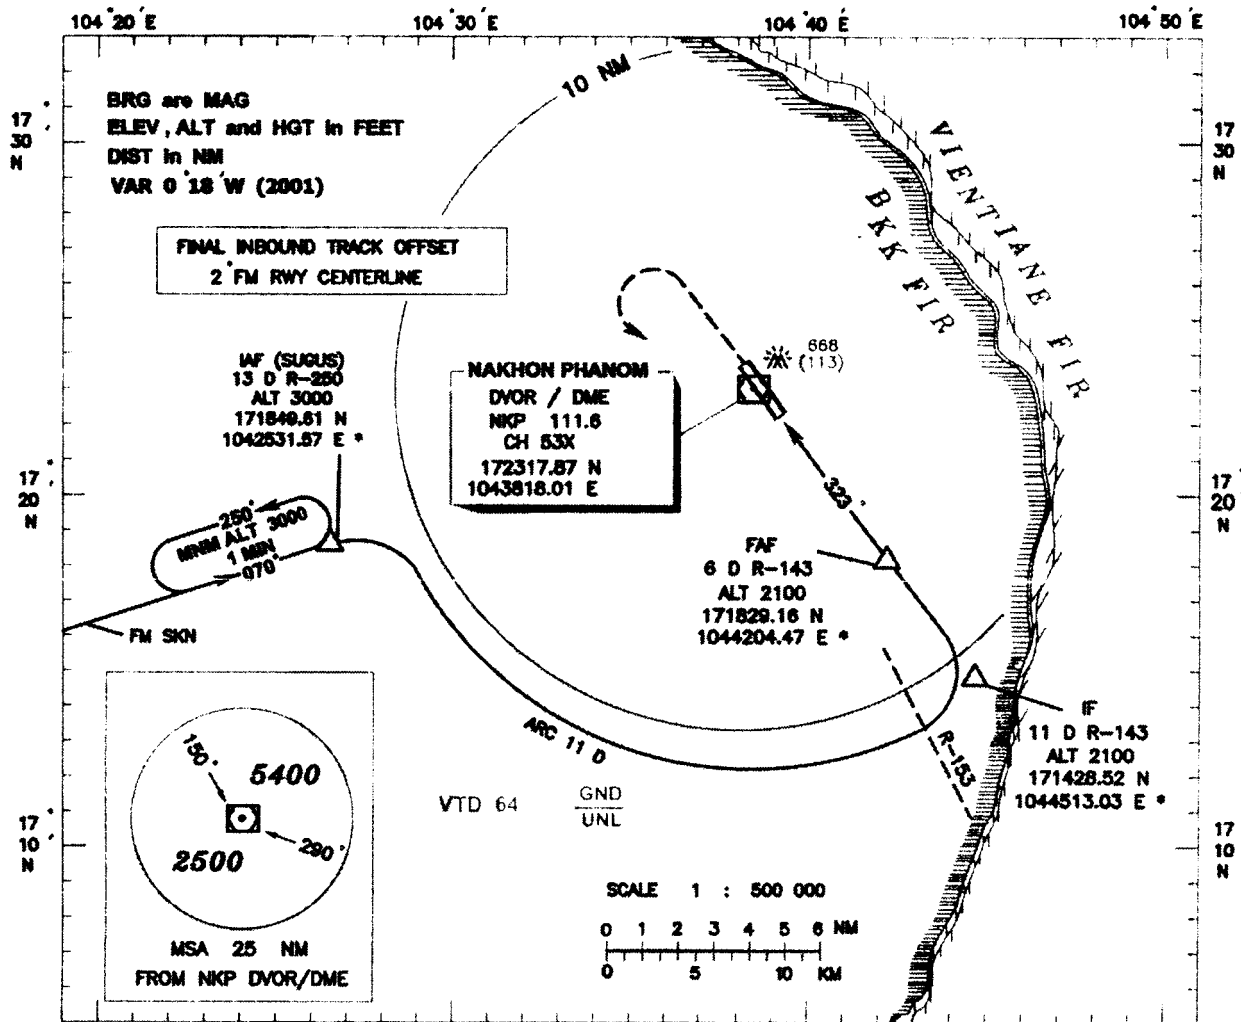 104°20′E 104°30′E 104°40′E 104°50′E
10 NM
BRG are MAG
ELEV, ALT and HGT in FEET
DIST in NM
VAR 0°18′W (2001)
17°
30′
N
17
30
N
VIENTIANE FIR
BKK FIR
FINAL INBOUND TRACK OFFSET
2°FM RWY CENTERLINE
IAF (SUGUS)
13 D R-250
ALT 3000
171849.61 N
1042531.57 E *
NAKHON PHANOM
DVOR / DME
NKP 111.6
CH 53X
172317.87 N
1043818.01 E
668
(113)
323°
17°
20′
N
17°
20′
N
250°
MNM ALT 3000
1 MIN
070°
FM SKN
FAF
6 D R-143
ALT 2100
171829.16 N
1044204.47 E *
IF
11 D R-143
ALT 2100
171428.52 N
1044513.03 E *
ARC 11 D
R-153
VTD 64
GND
UNL
150°
5400
2500
290°
MSA 25 NM
FROM NKP DVOR/DME
17°
10′
N
17
10
N
SCALE 1 : 500 000
0 1 2 3 4 5 6 NM
0 5 10 KM